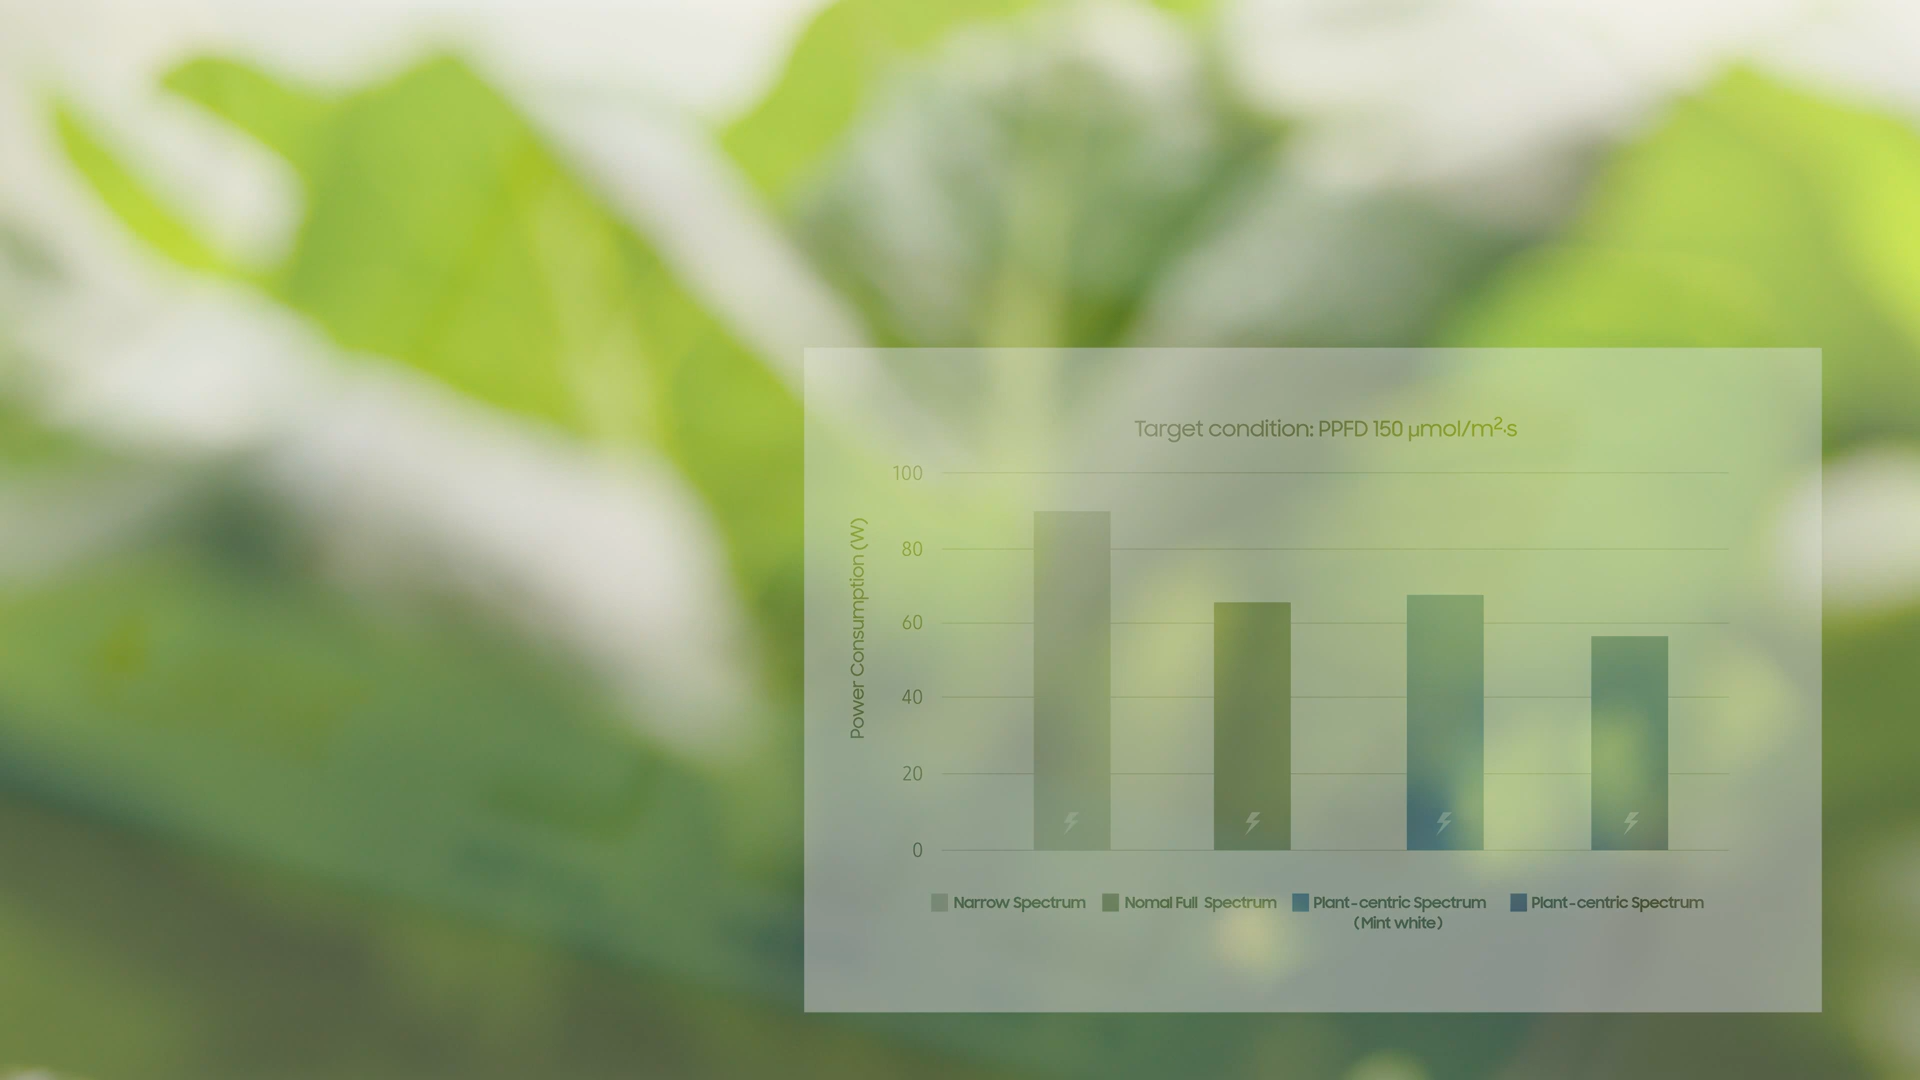 Target condition: PPFD 150 µmol/m²·s
Power Consumption (W)
100
80
60
40
20
0
Narrow Spectrum
Nomal Full Spectrum
Plant-centric Spectrum
(Mint white)
Plant-centric Spectrum